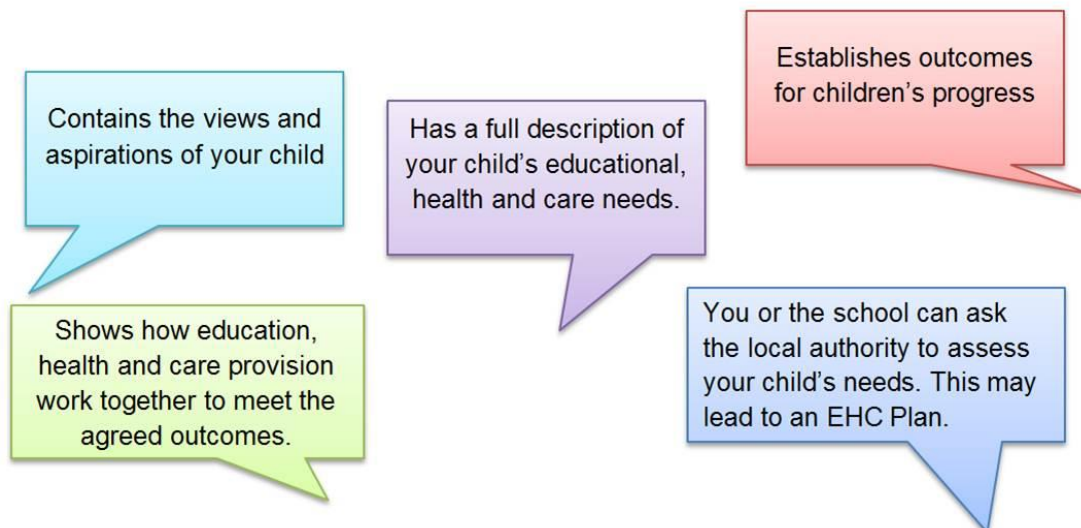 Contains the views and
aspirations of your child
Has a full description of
your child’s educational,
health and care needs.
Establishes outcomes
for children’s progress
Shows how education,
health and care provision
work together to meet the
agreed outcomes.
You or the school can ask
the local authority to assess
your child’s needs. This may
lead to an EHC Plan.